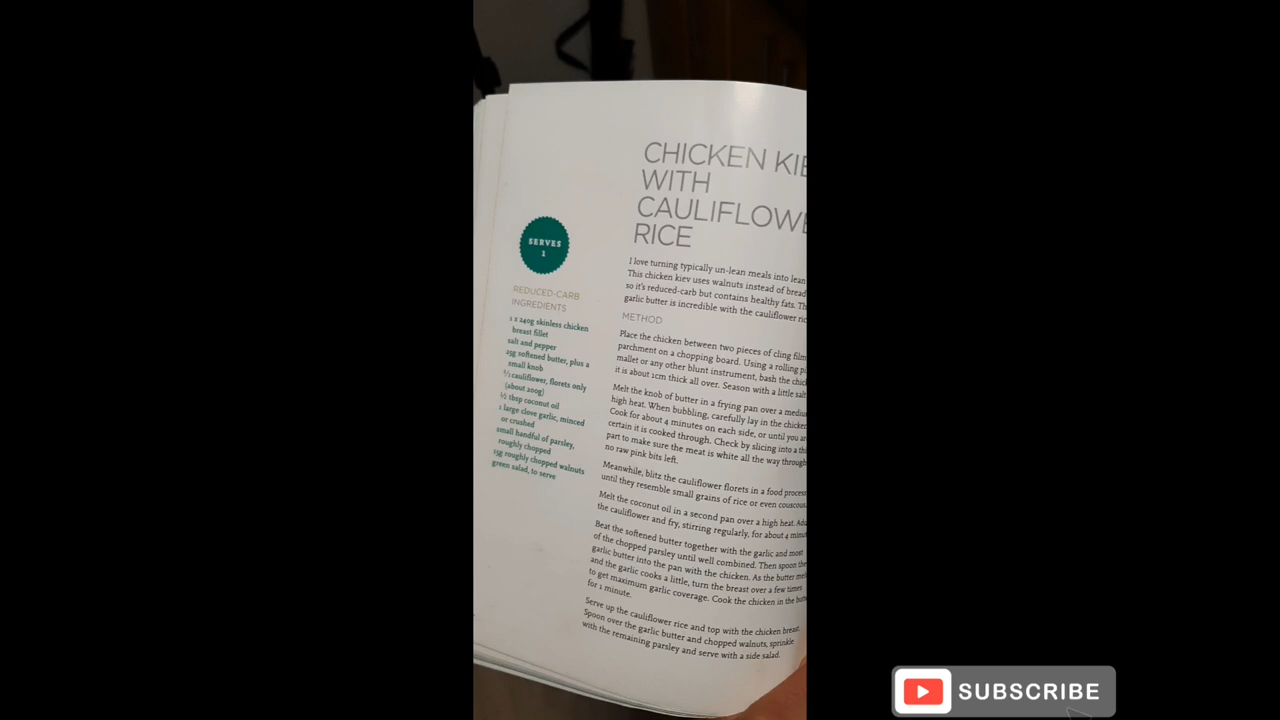 CHICKEN
WITH
CAULIFLOWE
RICE
SERVES
1
REDUCED-CARB
INGREDIENTS
1 x 240g skinless chicken
breast fillet
salt and pepper
25g softened butter, plus a
small knob
cauliflower, florets only
(about 200g)
½ tbsp coconut oil
1 large clove garlic, minced
or crushed
small handful of parsley,
roughly chopped
15g roughly chopped walnuts
green salad, to serve
I love turning typically un-lean meals into lean
This chicken kiev uses walnuts instead of bread
so it's reduced-carb but contains healthy fats. Th
garlic butter is incredible with the cauliflower ric
METHOD
Place the chicken between two pieces of cling film
parchment on a chopping board. Using a rolling pi
mallet or any other blunt instrument, bash the chic
it is about 1cm thick all over. Season with a little salt
Melt the knob of butter in a frying pan over a medium
high heat. When bubbling, carefully lay in the chicken
Cook for about 4 minutes on each side, or until you ar
certain it is cooked through. Check by slicing into a thi
part to make sure the meat is white all the way through
no raw pink bits left.
Meanwhile, blitz the cauliflower florets in a food process
until they resemble small grains of rice or even couscous
Melt the coconut oil in a second pan over a high heat. Add
the cauliflower and fry, stirring regularly, for about 4 minut
Beat the softened butter together with the garlic and most
of the chopped parsley until well combined. Then spoon the
garlic butter into the pan with the chicken. As the butter mel
and the garlic cooks a little, turn the breast over a few times
to get maximum garlic coverage. Cook the chicken in the butt
for 1 minute.
Serve up the cauliflower rice and top with the chicken breast.
Spoon over the garlic butter and chopped walnuts, sprinkle
with the remaining parsley and serve with a side salad.
SUBSCRIBE